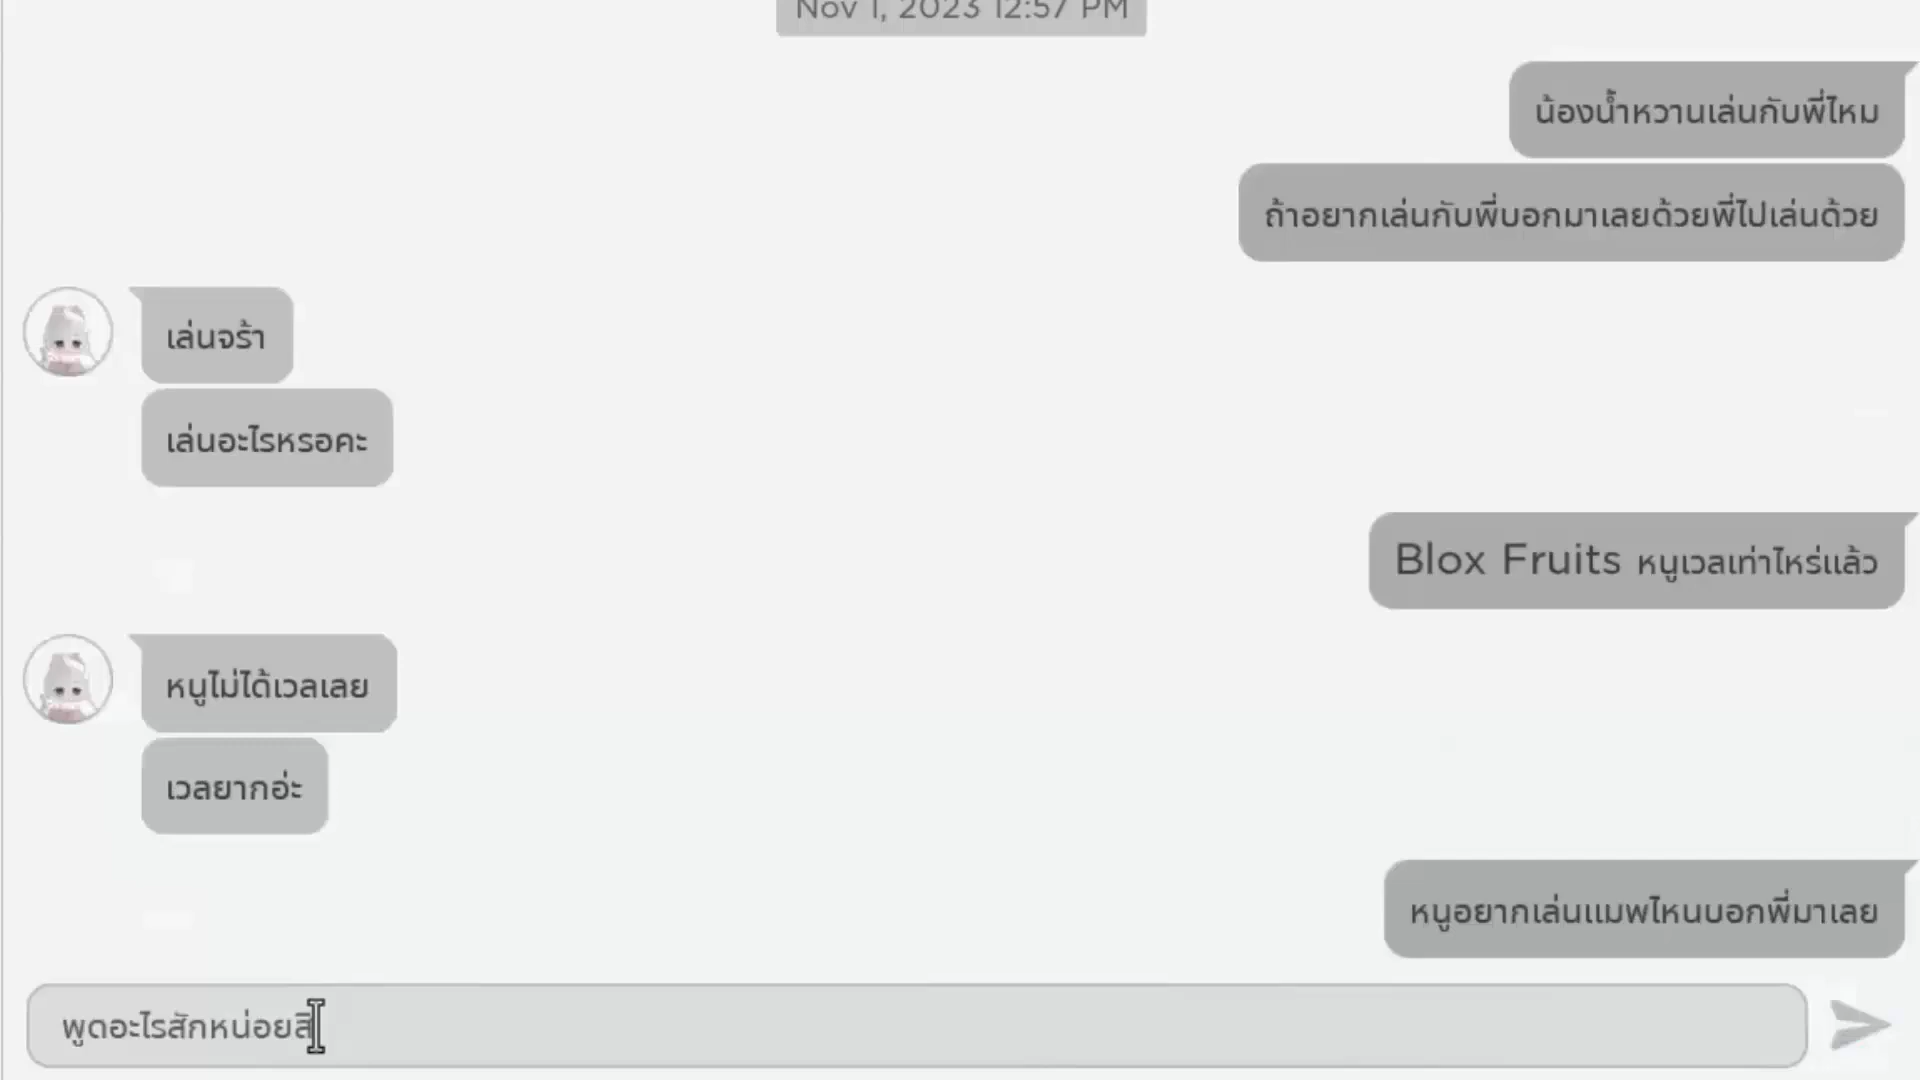 Nov 1, 2023 12:57 PM
น้องน้ำหวานเล่นกับพี่ไหม
ถ้าอยากเล่นกับพี่บอกมาเลยด้วยพี่ไปเล่นด้วย
เล่นจร้า
เล่นอะไรหรอคะ
Blox Fruits หนูเวลเท่าไหร่แล้ว
หนูไม่ได้เวลเลย
เวลยากอ่ะ
หนูอยากเล่นแมพไหนบอกพี่มาเลย
พูดอะไรสักหน่อยสิ